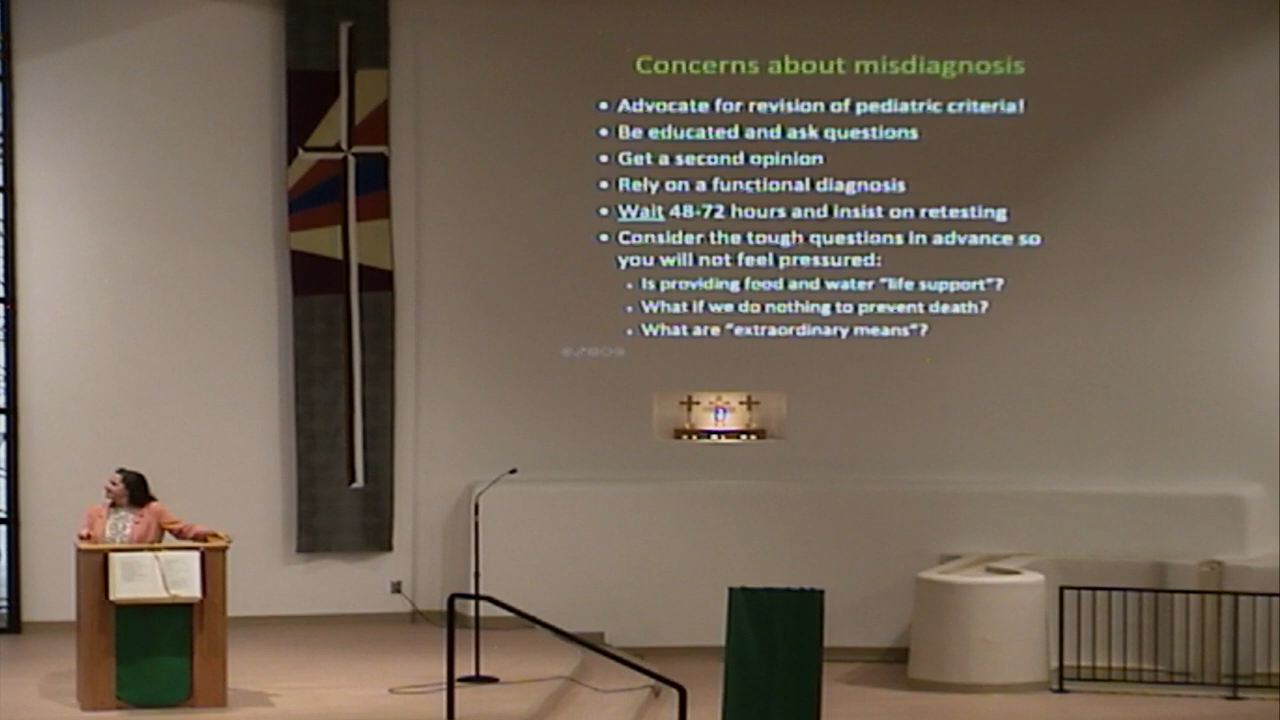 Concerns about misdiagnosis
• Advocate for revision of pediatric criteria!
• Be educated and ask questions
• Get a second opinion
• Rely on a functional diagnosis
• Wait 48-72 hours and insist on retesting
• Consider the tough questions in advance so
you will not feel pressured:
• Is providing food and water "life support"?
• What if we do nothing to prevent death?
• What are "extraordinary means"?